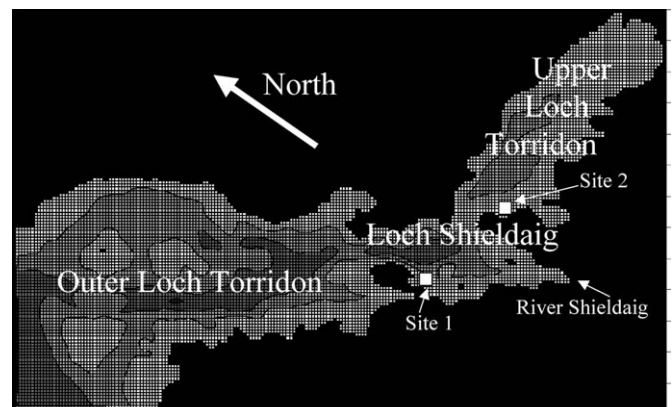 North
Upper
Loch
Torridon
Site 2
Loch Shieldaig
Outer Loch Torridon
River Shieldaig
Site 1